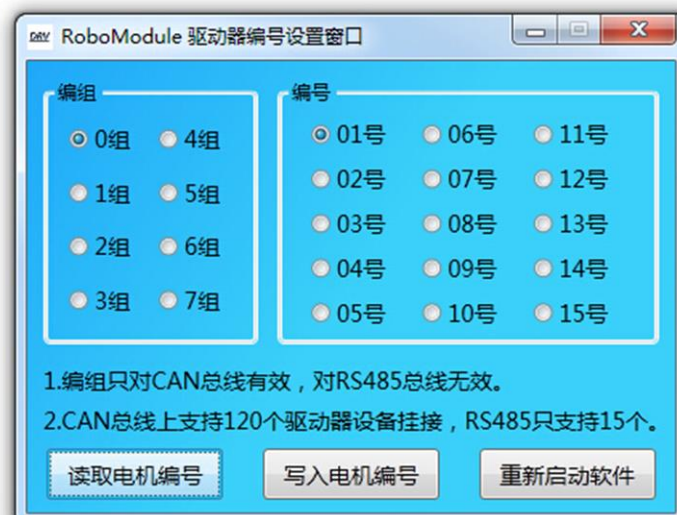 DRV RoboModule 驱动器编号设置窗口
编组 编号
0组 4组 01号 06号 11号
1组 5组 02号 07号 12号
2组 6组 03号 08号 13号
3组 7组 04号 09号 14号
05号 10号 15号
1.编组只对CAN总线有效，对RS485总线无效。
2.CAN总线上支持120个驱动器设备挂接，RS485只支持15个。
读取电机编号 写入电机编号 重新启动软件